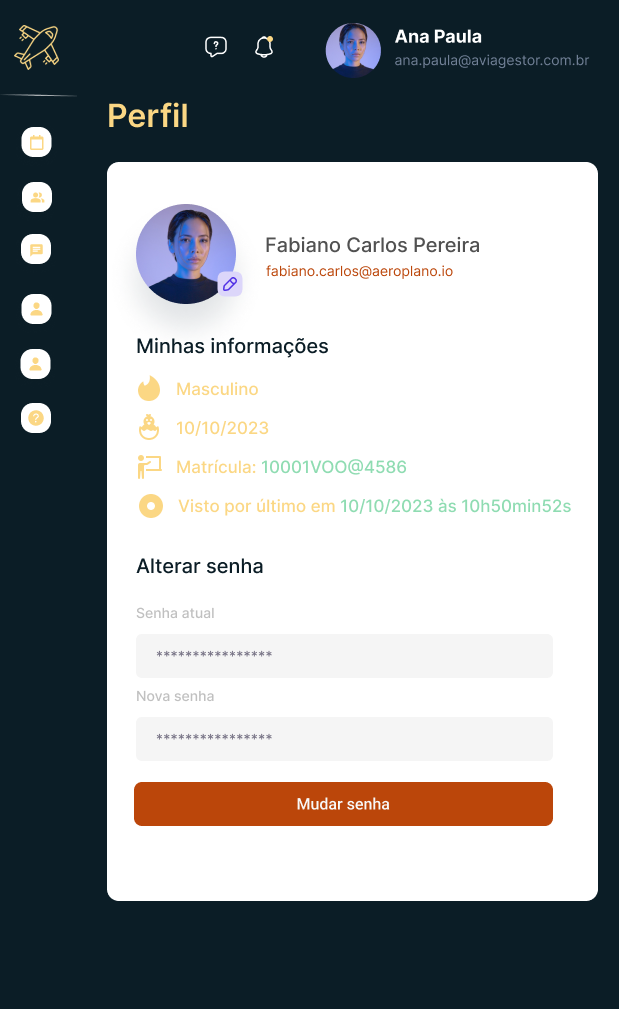 Ana Paula
ana.paula@aviagestor.com.br
Perfil
Fabiano Carlos Pereira
fabiano.carlos@aeroplano.io
Minhas informações
Masculino
10/10/2023
Matrícula: 10001VOO@4586
Visto por último em 10/10/2023 às 10h50min52s
Alterar senha
Senha atual
****************
Nova senha
****************
Mudar senha